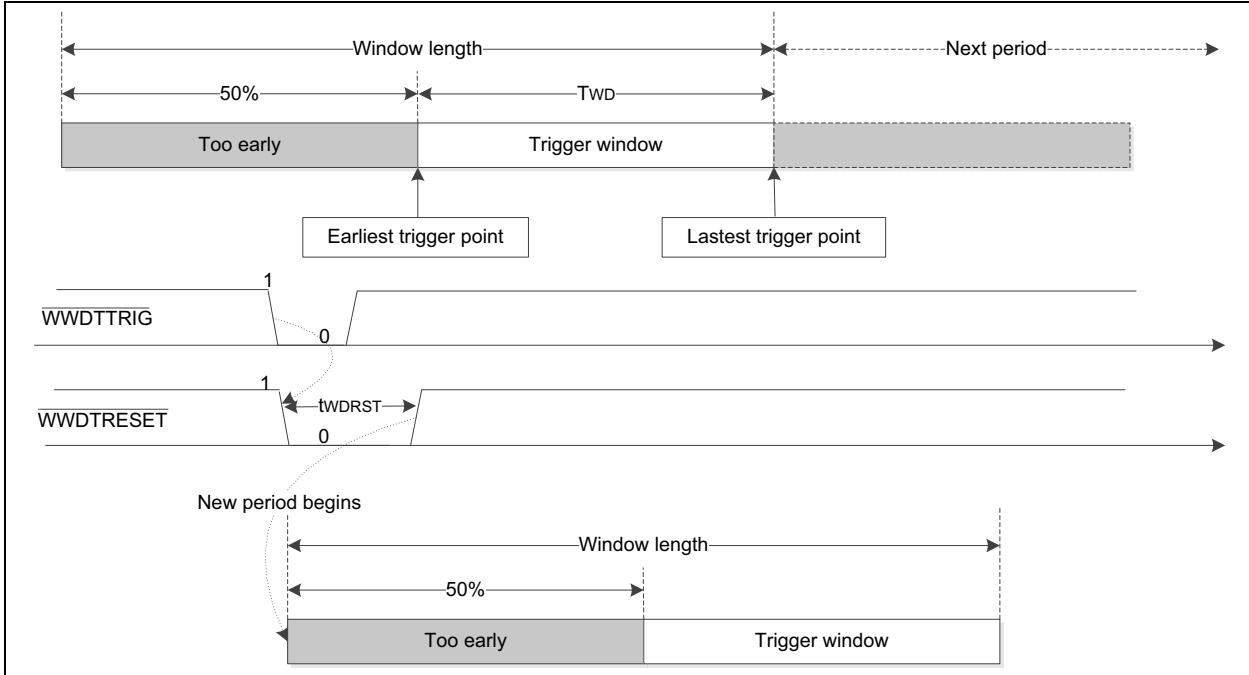 Window length
Next period
50%
TWD
Too early
Trigger window
Earliest trigger point
Lastest trigger point
1
WWDTTRIG
0
1
tWDRST
WWDTRESET
0
New period begins
Window length
50%
Too early
Trigger window